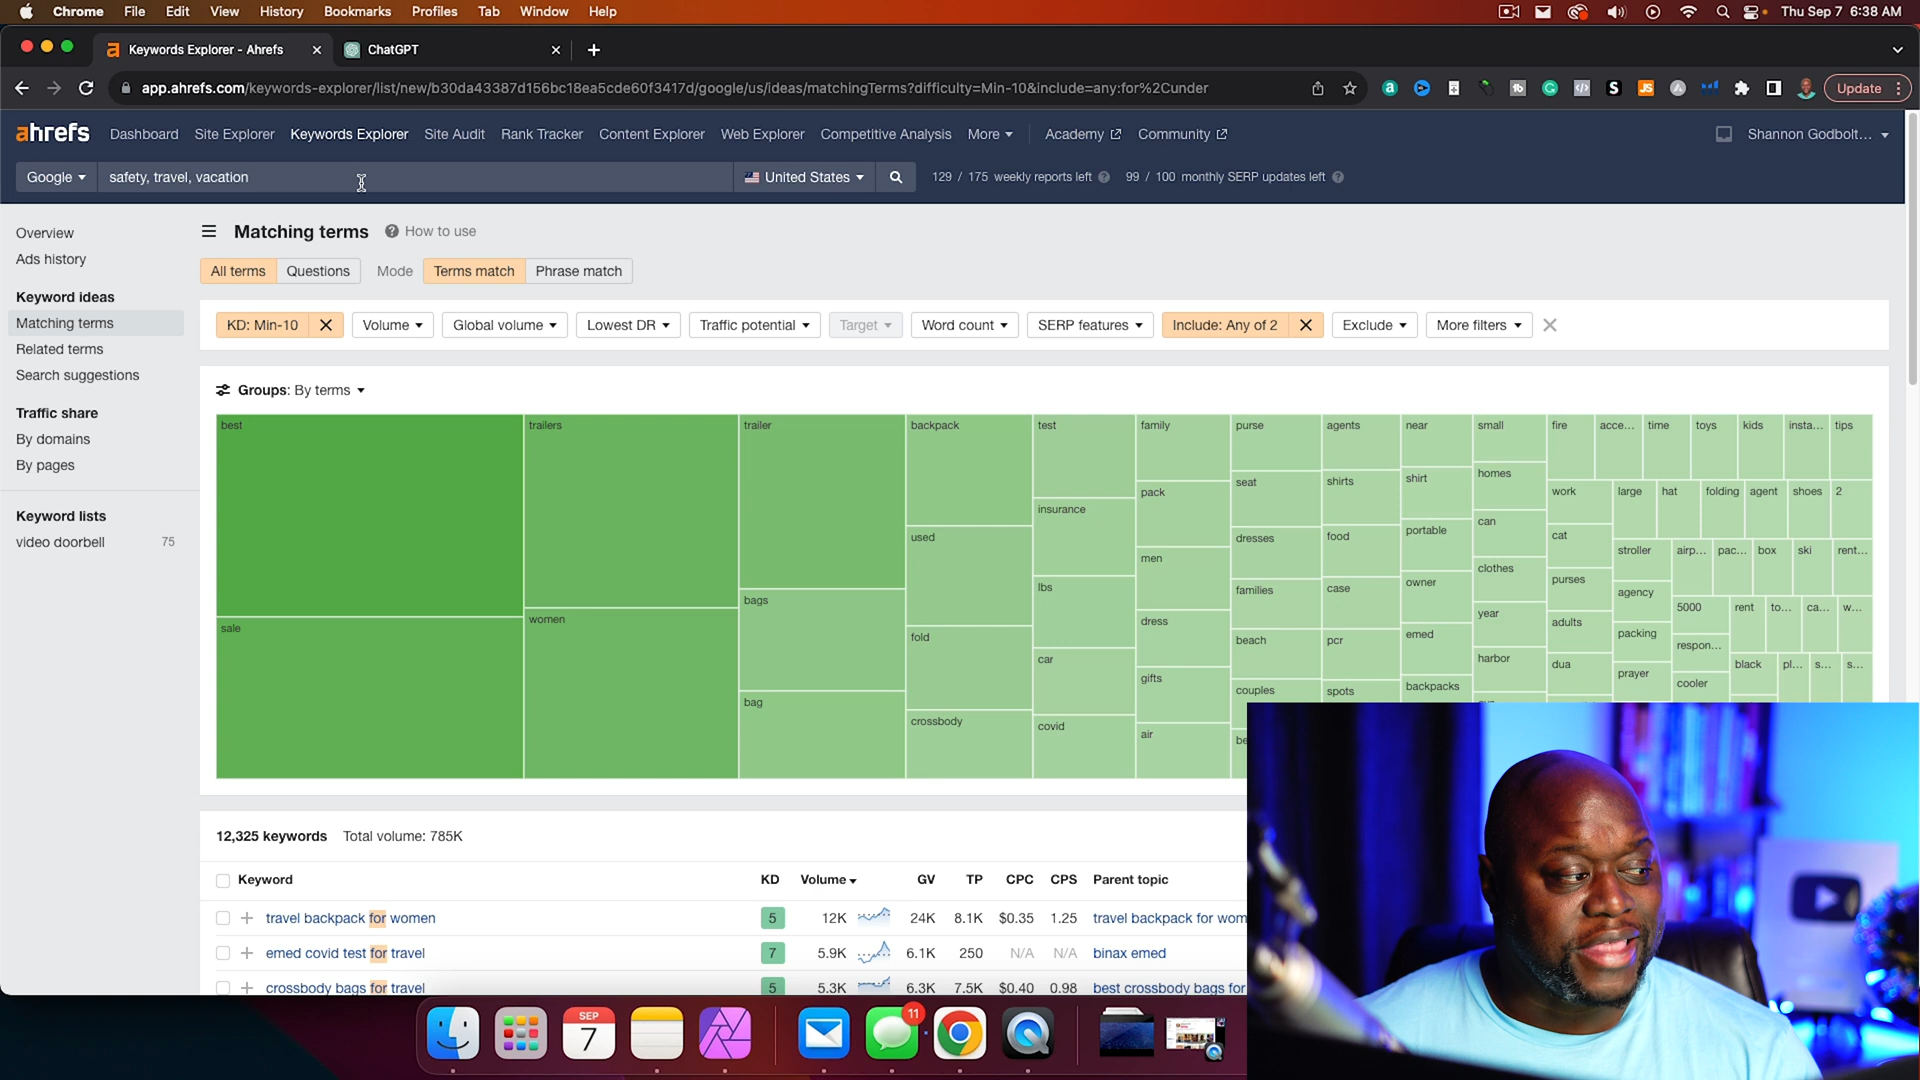 Chrome File Edit View History Bookmarks Profiles Tab Window Help Thu Sep 7 6:38 AM
Keywords Explorer - Ahrefs ChatGPT
app.ahrefs.com/keywords-explorer/list/new/b30da43387d156bc18ea5cde60f3417d/google/us/ideas/matchingTerms?difficulty=Min-10&include=any:for%2Cunder Update
ahrefs Dashboard Site Explorer Keywords Explorer Site Audit Rank Tracker Content Explorer Web Explorer Competitive Analysis More Academy Community Shannon Godbolt...
Google safety, travel, vacation United States 129 / 175 weekly reports left 99 / 100 monthly SERP updates left
Overview
Ads history
Keyword ideas
Matching terms
Related terms
Search suggestions
Traffic share
By domains
By pages
Keyword lists
video doorbell 75
Matching terms How to use
All terms Questions Mode Terms match Phrase match
KD: Min-10 Volume Global volume Lowest DR Traffic potential Target Word count SERP features Include: Any of 2 Exclude More filters
Groups: By terms
best
sale
trailers
women
trailer
bags
bag
backpack
used
fold
crossbody
test
insurance
lbs
car
covid
family
pack
men
dress
gifts
air
purse
seat
dresses
families
beach
couples
be
agents
shirts
food
case
pcr
spots
near
shirt
portable
owner
emed
backpacks
small
homes
can
clothes
year
harbor
fire acce... time toys kids insta... tips
work
cat
purses
adults
dua
large hat folding agent shoes 2
stroller
agency
packing
prayer
airp... pac... box ski rent...
5000
respon...
cooler
rent to... ca... w...
black pl... s... s...
12,325 keywords Total volume: 785K
Keyword KD Volume GV TP CPC CPS Parent topic
travel backpack for women 5 12K 24K 8.1K $0.35 1.25 travel backpack for wom
emed covid test for travel 7 5.9K 6.1K 250 N/A N/A binax emed
crossbody bags for travel 5 5.3K 6.3K 7.5K $0.40 0.98 best crossbody bags for
SEP
7
11